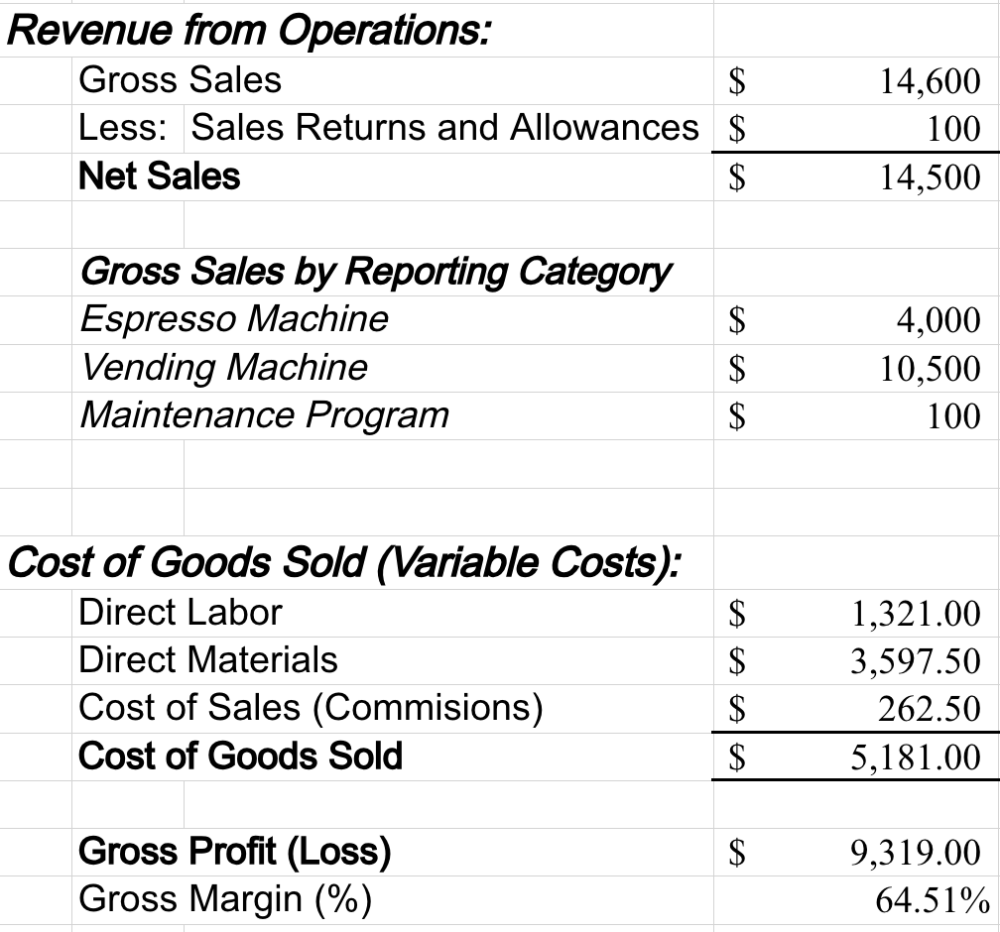 Revenue from Operations:
Gross Sales $ 14,600
Less: Sales Returns and Allowances $ 100
Net Sales $ 14,500
Gross Sales by Reporting Category
Espresso Machine $ 4,000
Vending Machine $ 10,500
Maintenance Program $ 100
Cost of Goods Sold (Variable Costs):
Direct Labor $ 1,321.00
Direct Materials $ 3,597.50
Cost of Sales (Commisions) $ 262.50
Cost of Goods Sold $ 5,181.00
Gross Profit (Loss) $ 9,319.00
Gross Margin (%) 64.51%